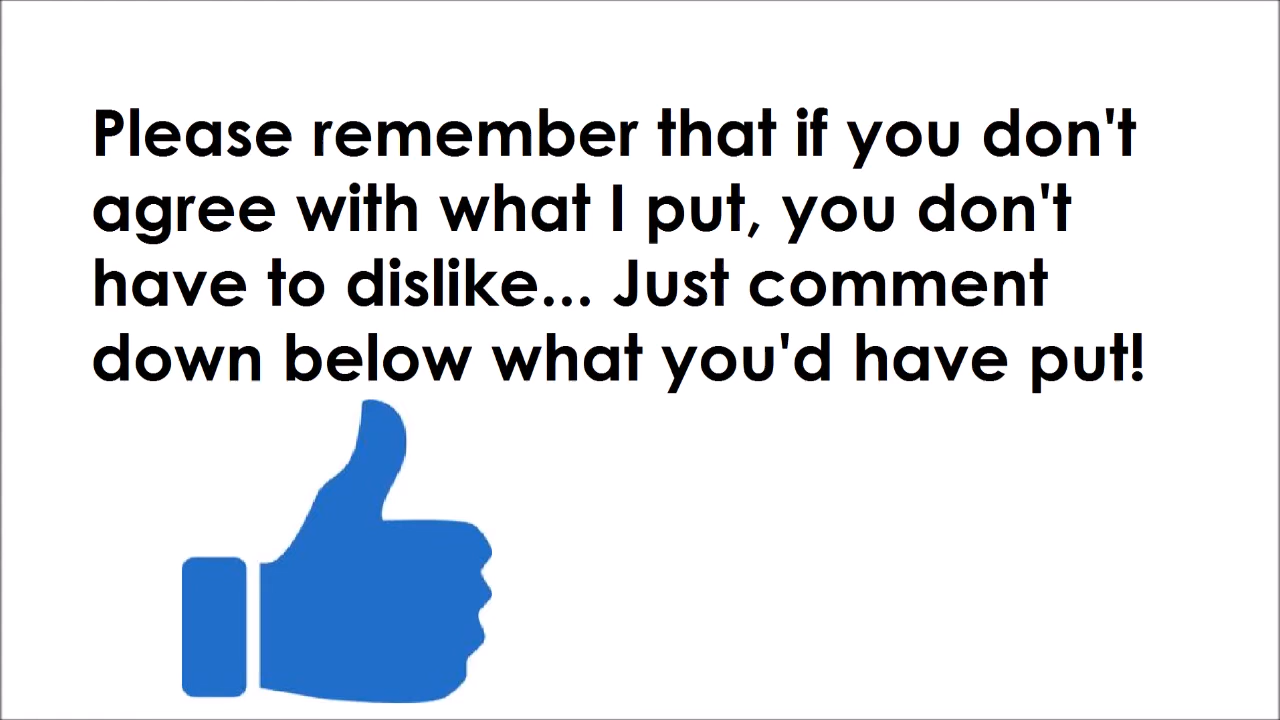 Please remember that if you don't
agree with what I put, you don't
have to dislike... Just comment
down below what you'd have put!